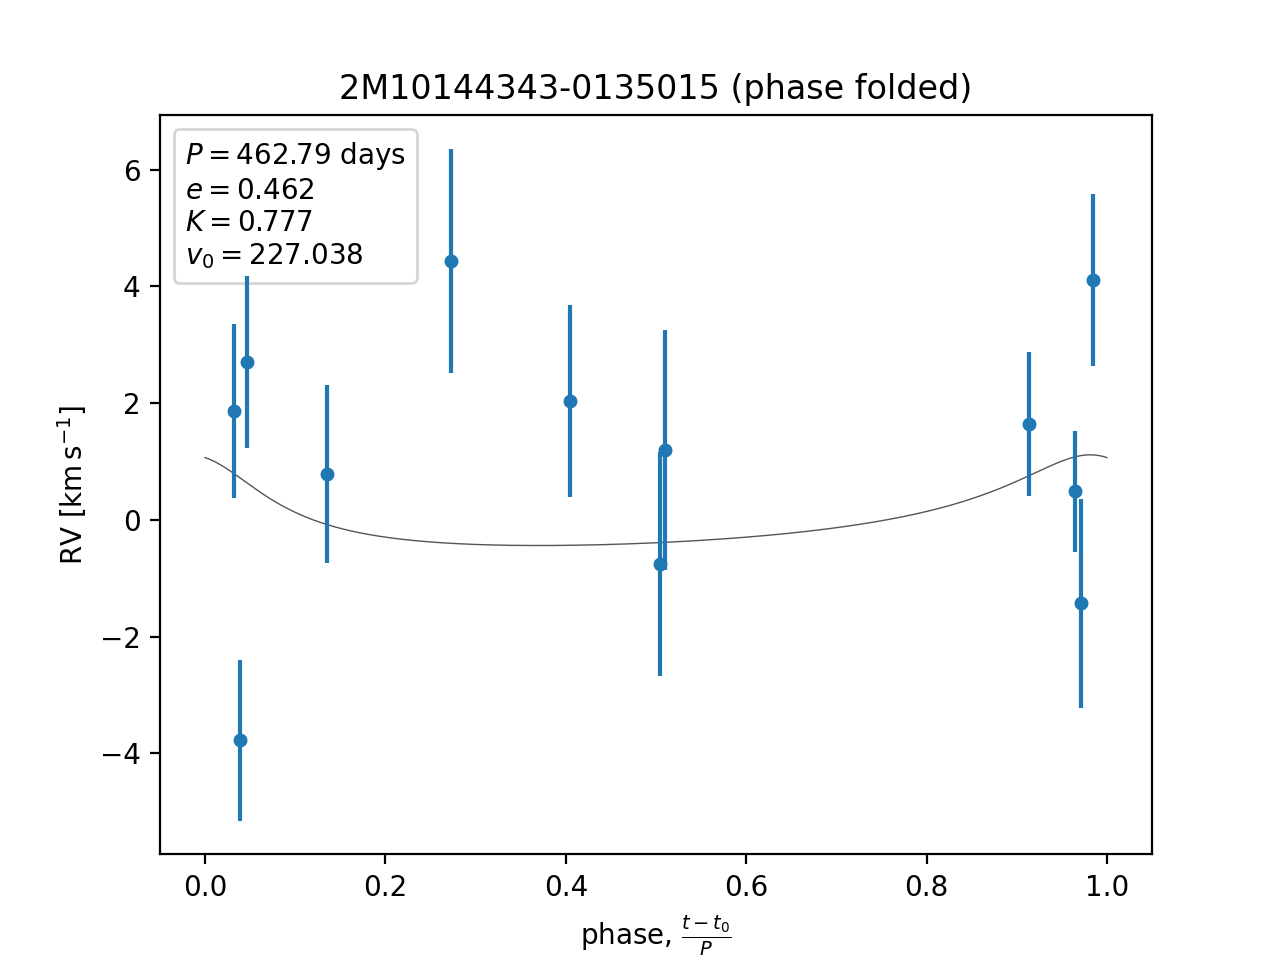 2M10144343-0135015 (phase folded)
P = 462.79 days
e = 0.462
K = 0.777
v₀ = 227.038
6
4
2
0
−2
−4
RV [km s⁻¹]
0.0 0.2 0.4 0.6 0.8 1.0
phase, (t − t₀)/P